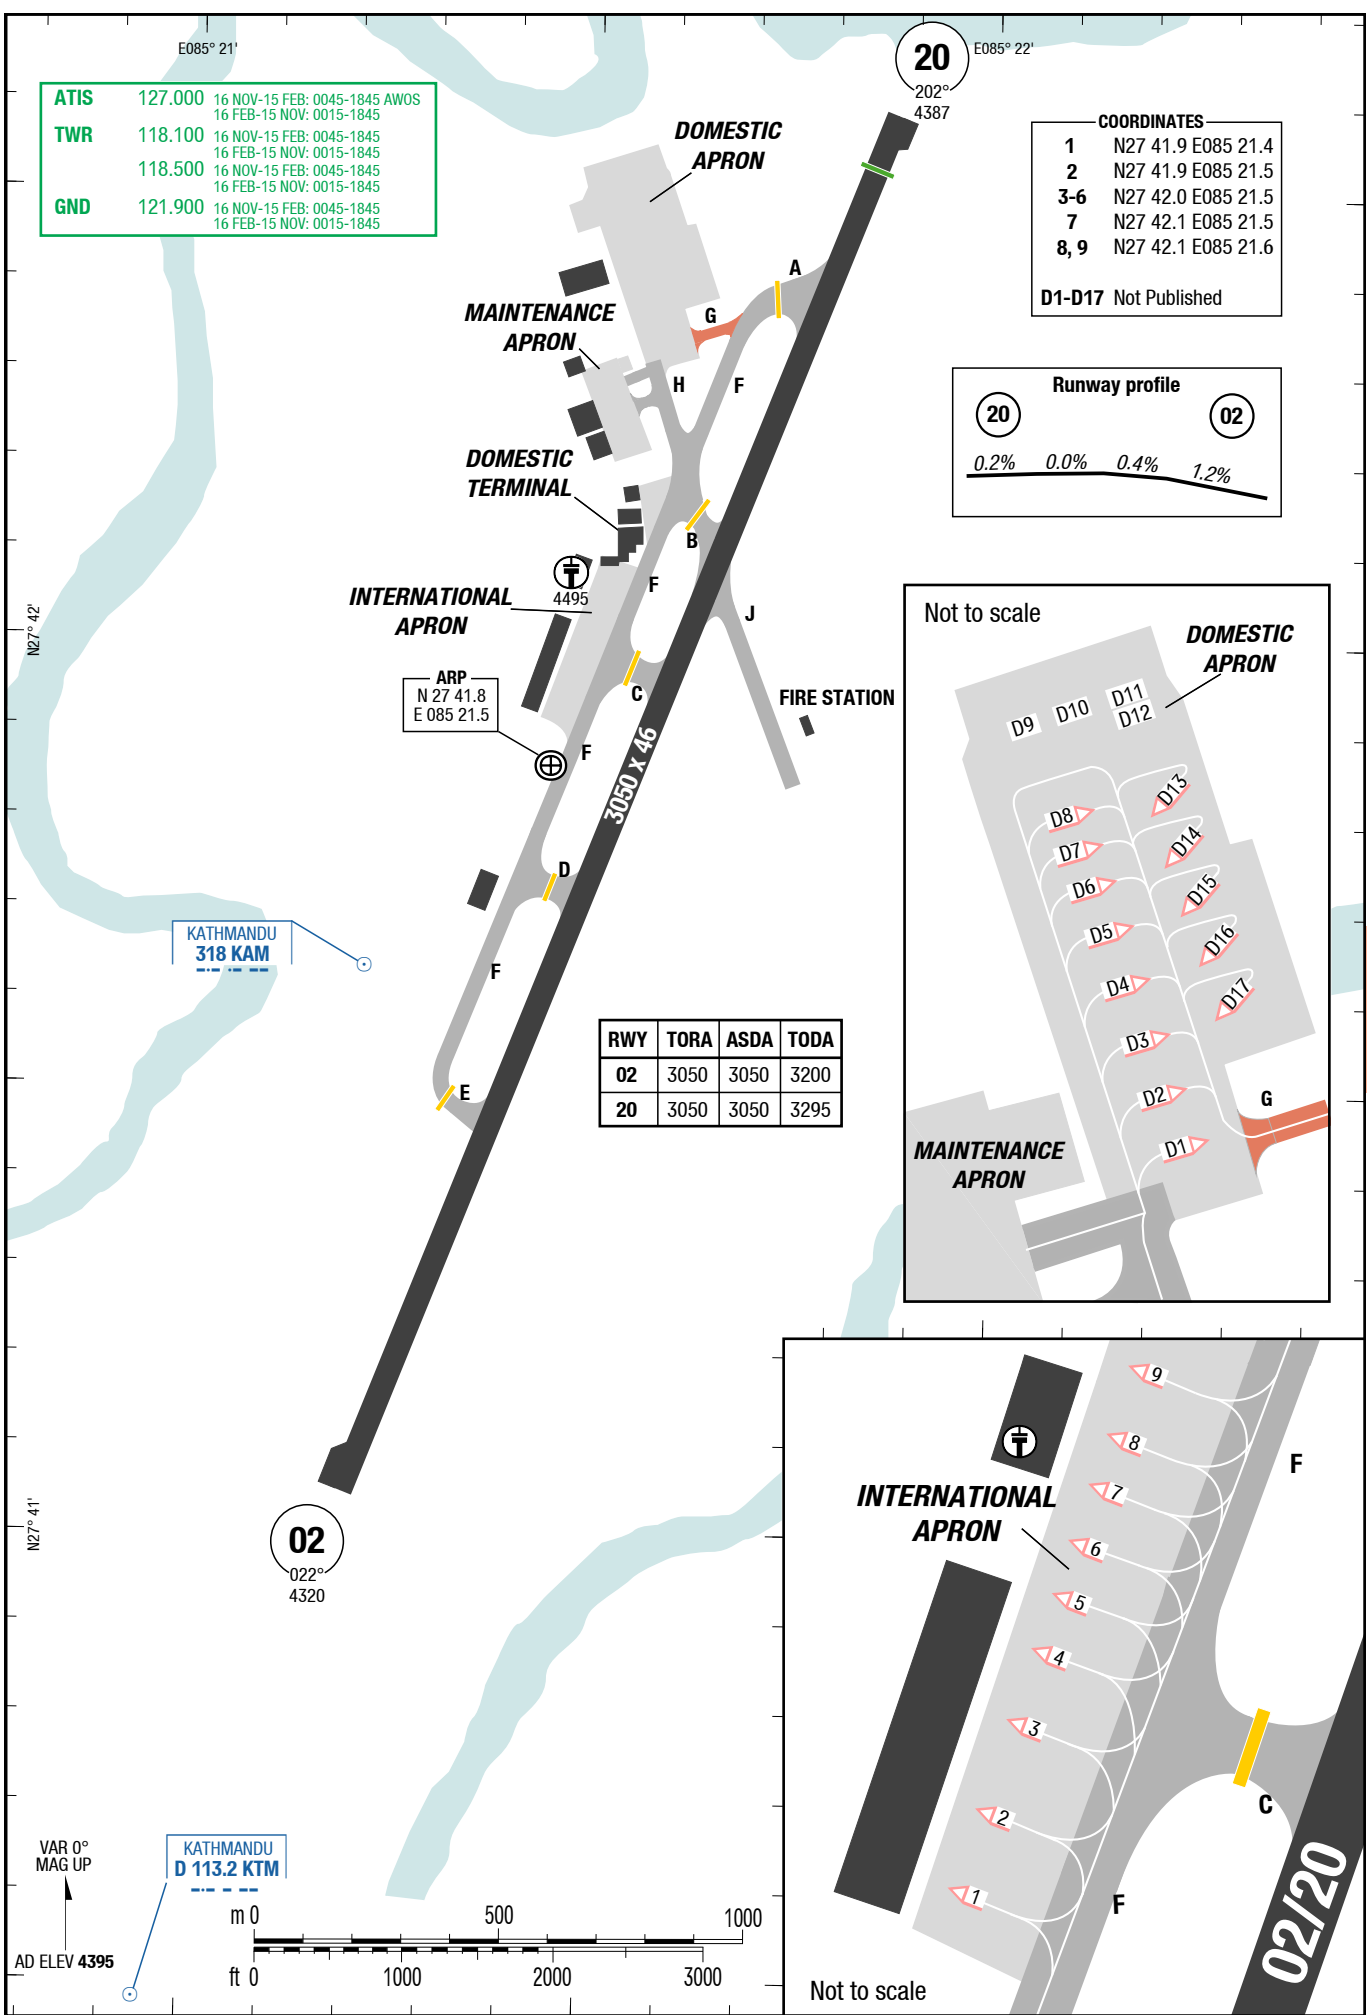 E085° 21'
20
E085° 22'
202°
4387
ATIS 127.000 16 NOV-15 FEB: 0045-1845 AWOS
16 FEB-15 NOV: 0015-1845
TWR 118.100 16 NOV-15 FEB: 0045-1845
16 FEB-15 NOV: 0015-1845
118.500 16 NOV-15 FEB: 0045-1845
16 FEB-15 NOV: 0015-1845
GND 121.900 16 NOV-15 FEB: 0045-1845
16 FEB-15 NOV: 0015-1845
COORDINATES
1 N27 41.9 E085 21.4
2 N27 41.9 E085 21.5
3-6 N27 42.0 E085 21.5
7 N27 42.1 E085 21.5
8, 9 N27 42.1 E085 21.6
D1-D17 Not Published
DOMESTIC
APRON
A
G
MAINTENANCE
APRON
H
F
Runway profile
20
02
0.2% 0.0% 0.4% 1.2%
DOMESTIC
TERMINAL
B
4495
F
INTERNATIONAL
APRON
J
N27° 42'
ARP
N 27 41.8
E 085 21.5
C
FIRE STATION
F
3050 x 46
D
KATHMANDU
318 KAM
F
E
RWY TORA ASDA TODA
02 3050 3050 3200
20 3050 3050 3295
Not to scale
DOMESTIC
APRON
D9
D10
D11
D12
D13
D8
D14
D7
D6
D15
D5
D16
D4
D17
D3
D2
G
D1
MAINTENANCE
APRON
N27° 41'
02
022°
4320
9
8
F
7
INTERNATIONAL
APRON
6
5
4
3
2
C
1
F
02/20
Not to scale
VAR 0°
MAG UP
AD ELEV 4395
KATHMANDU
D 113.2 KTM
m 0 500 1000
ft 0 1000 2000 3000